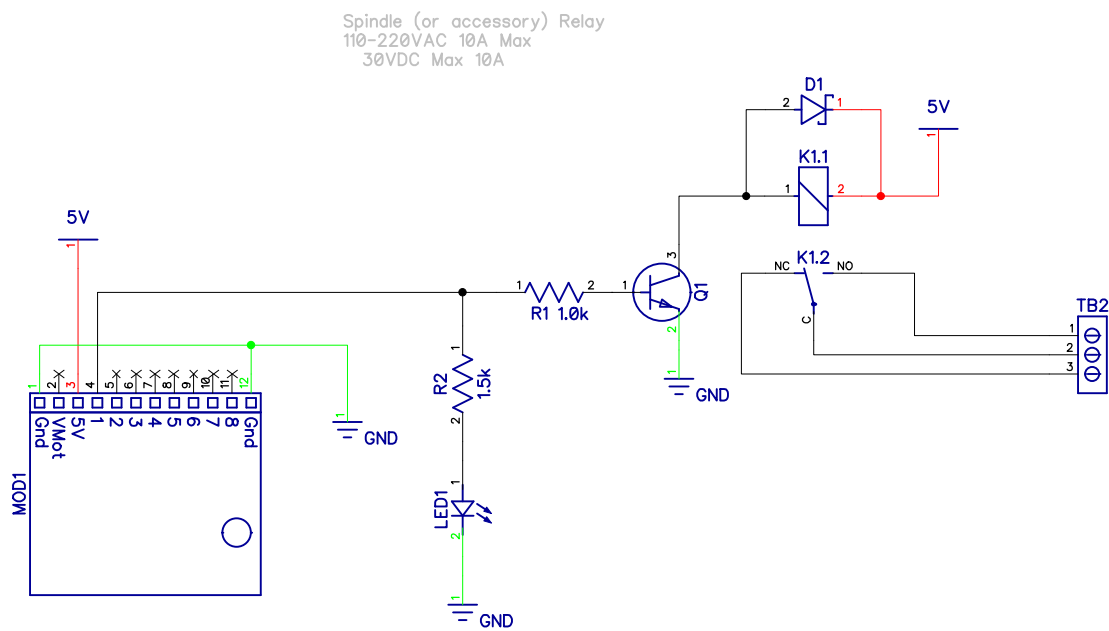 Spindle (or accessory) Relay
110-220VAC 10A Max
30VDC Max 10A
D1
2
1
5V
1
K1.1
1
2
5V
1
3
K1.2
NC
NO
C
1
2
1
Q1
R1 1.0k
2
TB2
1
2
3
1
R2
1.5k
2
1
GND
1
2
3
4
5
6
7
8
9
10
11
12
1
GND
Gnd
VMot
5V
1
2
3
4
5
6
7
8
Gnd
MOD1
1
LED1
2
1
GND